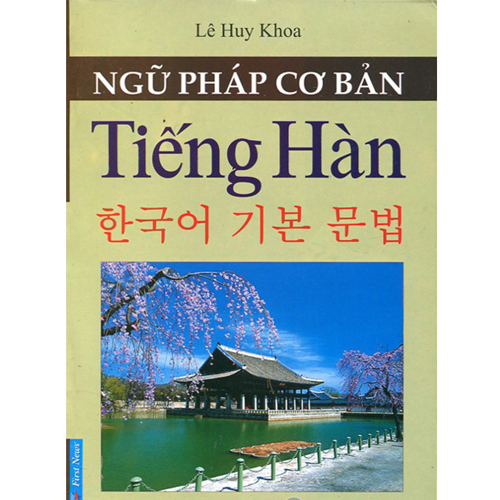 Lê Huy Khoa
NGỮ PHÁP CƠ BẢN
Tiếng Hàn
한국어 기본 문법
First News